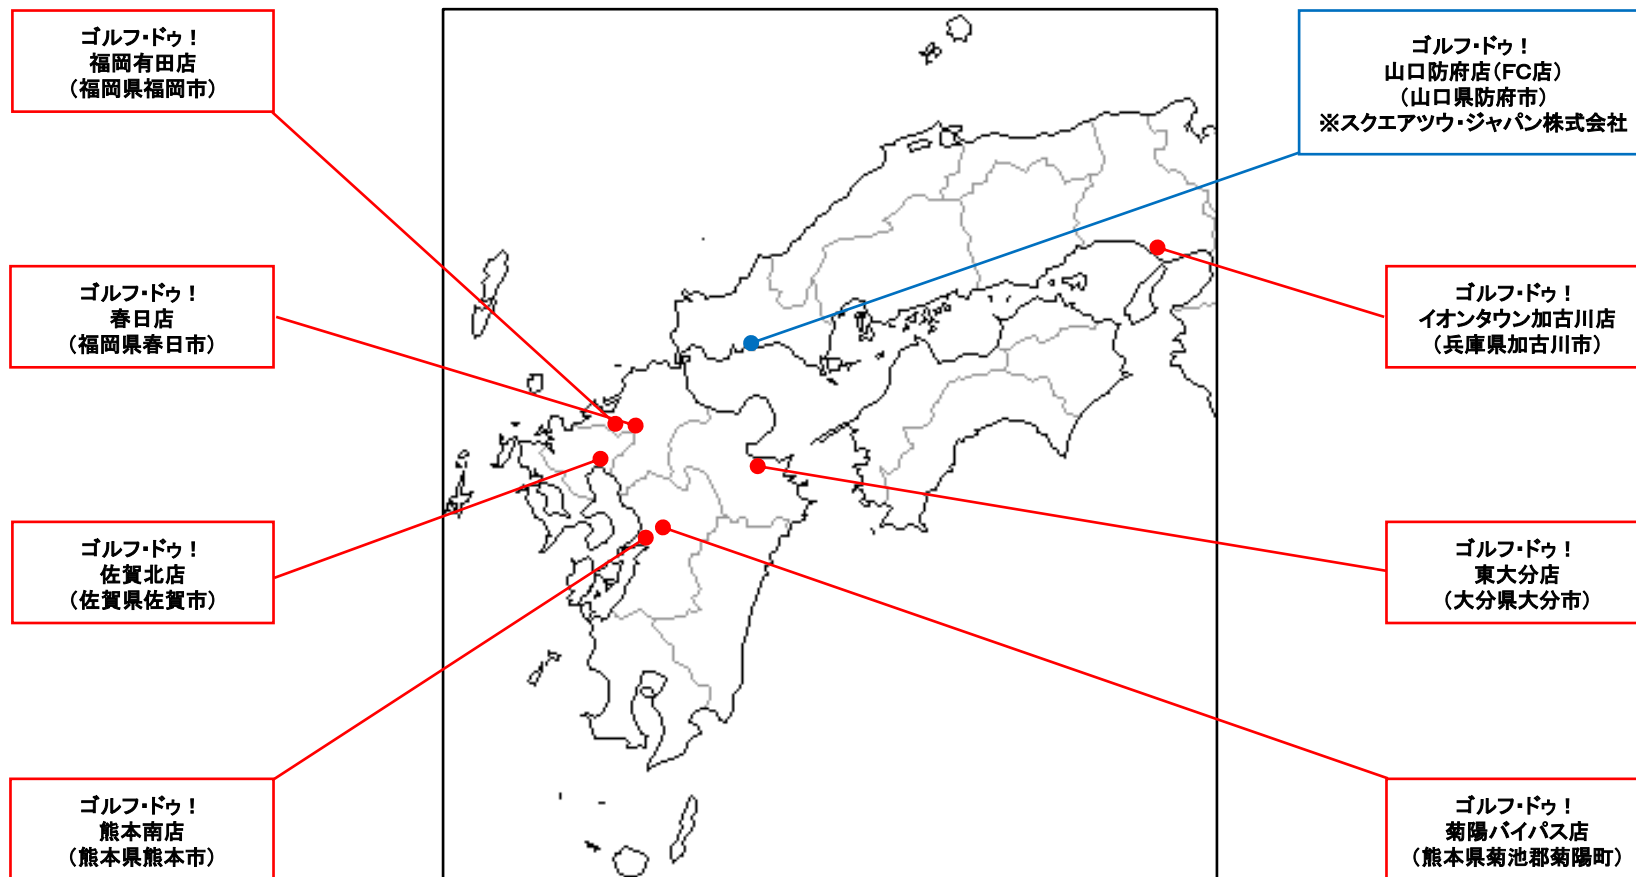 ゴルフ・ドゥ！
福岡有田店
（福岡県福岡市）
ゴルフ・ドゥ！
春日店
（福岡県春日市）
ゴルフ・ドゥ！
佐賀北店
（佐賀県佐賀市）
ゴルフ・ドゥ！
熊本南店
（熊本県熊本市）
ゴルフ・ドゥ！
山口防府店（FC店）
（山口県防府市）
※スクエアツウ・ジャパン株式会社
ゴルフ・ドゥ！
イオンタウン加古川店
（兵庫県加古川市）
ゴルフ・ドゥ！
東大分店
（大分県大分市）
ゴルフ・ドゥ！
菊陽バイパス店
（熊本県菊池郡菊陽町）